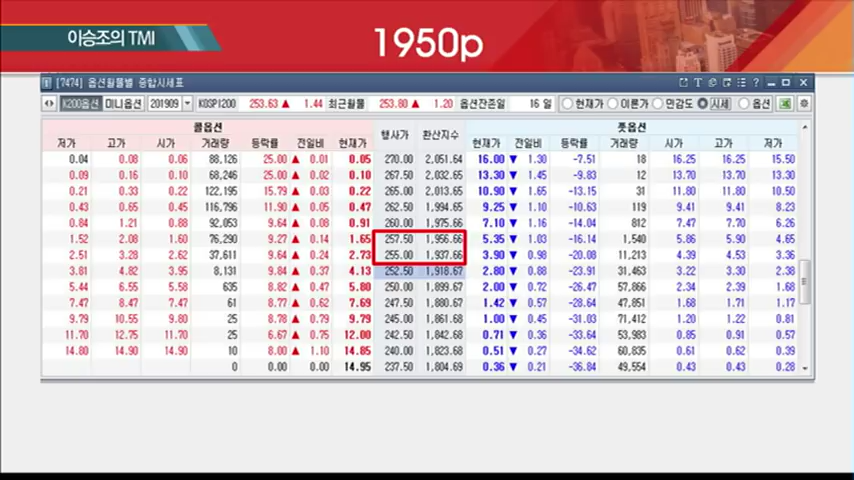 이승조의 TMI
1950p
[7474] 옵션월물별 종합시세표
K200옵션 미니옵션 201909 KOSPI200 253.63 ▲ 1.44 최근월물 253.80 ▲ 1.20 옵션잔존일 16 일 현재가 이론가 민감도 시세 옵션
콜옵션 행사가 환산지수 풋옵션
저가 고가 시가 거래량 등락률 전일비 현재가 현재가 전일비 등락률 거래량 시가 고가 저가
0.04 0.08 0.06 88,126 25.00 ▲ 0.01 0.05 270.00 2,051.64 16.00 ▼ 1.30 -7.51 18 16.25 16.25 15.50
0.09 0.16 0.10 68,246 25.00 ▲ 0.02 0.10 267.50 2,032.65 13.30 ▼ 1.45 -9.83 12 13.70 13.70 13.30
0.21 0.33 0.22 122,195 15.79 ▲ 0.03 0.22 265.00 2,013.65 10.90 ▼ 1.65 -13.15 31 11.80 11.80 10.50
0.43 0.65 0.45 116,796 11.90 ▲ 0.05 0.47 262.50 1,994.65 9.25 ▼ 1.10 -10.63 119 9.41 9.41 8.23
0.84 1.21 0.88 92,053 9.64 ▲ 0.08 0.91 260.00 1,975.66 7.10 ▼ 1.16 -14.04 812 7.47 7.70 6.26
1.52 2.08 1.60 76,290 9.27 ▲ 0.14 1.65 257.50 1,956.66 5.35 ▼ 1.03 -16.14 1,540 5.86 5.90 4.65
2.51 3.28 2.62 37,611 9.64 ▲ 0.24 2.73 255.00 1,937.66 3.90 ▼ 0.98 -20.08 11,213 4.39 4.53 3.36
3.81 4.82 3.95 8,131 9.84 ▲ 0.37 4.13 252.50 1,918.67 2.80 ▼ 0.88 -23.91 31,463 3.22 3.30 2.38
5.44 6.55 5.58 635 8.82 ▲ 0.47 5.80 250.00 1,899.67 2.00 ▼ 0.72 -26.47 57,866 2.34 2.39 1.68
7.47 8.47 7.47 61 8.77 ▲ 0.62 7.69 247.50 1,880.67 1.42 ▼ 0.57 -28.64 47,851 1.68 1.71 1.17
9.79 10.55 9.80 25 8.78 ▲ 0.79 9.79 245.00 1,861.68 1.00 ▼ 0.45 -31.03 71,412 1.20 1.22 0.81
11.70 12.75 11.70 25 6.67 ▲ 0.75 12.00 242.50 1,842.68 0.71 ▼ 0.36 -33.64 53,983 0.85 0.91 0.57
14.80 14.90 14.90 10 8.00 ▲ 1.10 14.85 240.00 1,823.68 0.51 ▼ 0.27 -34.62 60,835 0.61 0.62 0.39
0 0.00 0.00 14.95 237.50 1,804.69 0.36 ▼ 0.21 -36.84 49,554 0.43 0.43 0.28